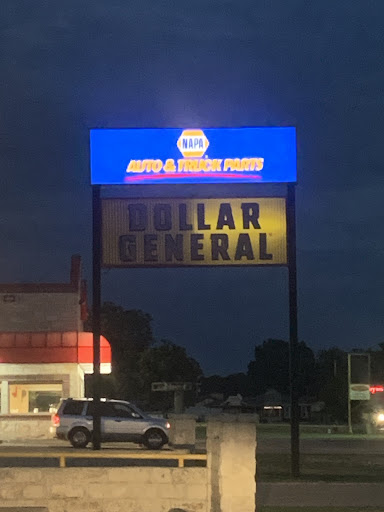 NAPA
AUTO & TRUCK PARTS
DOLLAR
GENERAL